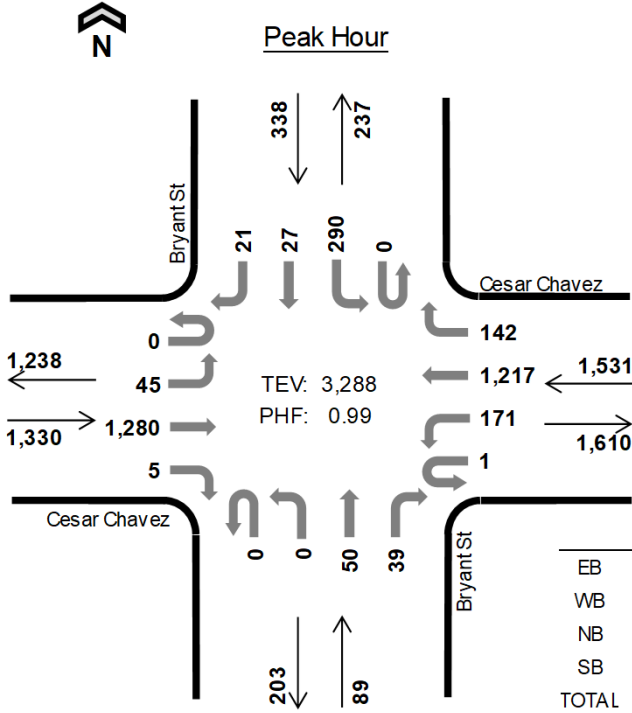 N
Peak Hour
338
237
Bryant St
21
27
290
0
Cesar Chavez
0
142
1,238
45
TEV: 3,288
1,217
1,531
1,330
1,280
PHF: 0.99
171
1,610
5
1
Cesar Chavez
0
0
50
39
Bryant St
EB
WB
NB
SB
TOTAL
203
89